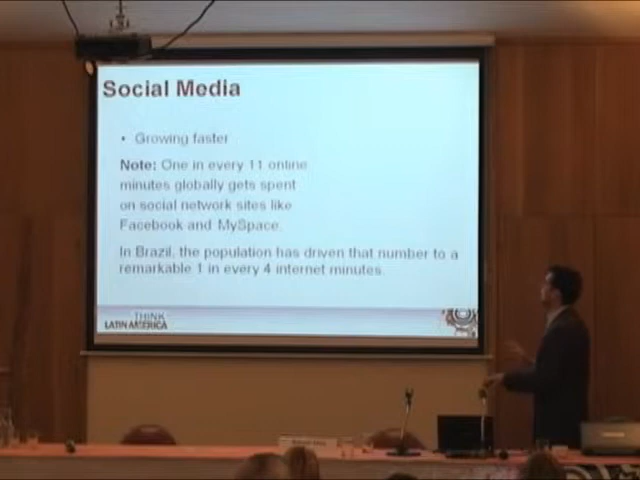 Social Media
• Growing faster
Note: One in every 11 online
minutes globally gets spent
on social network sites like
Facebook and MySpace.
In Brazil, the population has driven that number to a
remarkable 1 in every 4 internet minutes.
THINK
LATIN AMERICA